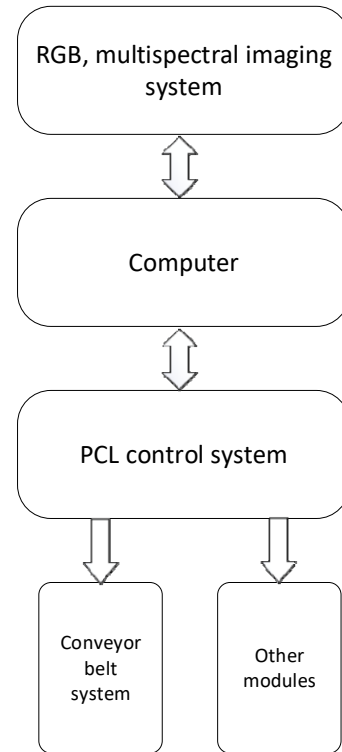 RGB, multispectral imaging
system
Computer
PCL control system
Conveyor
belt
system
Other
modules